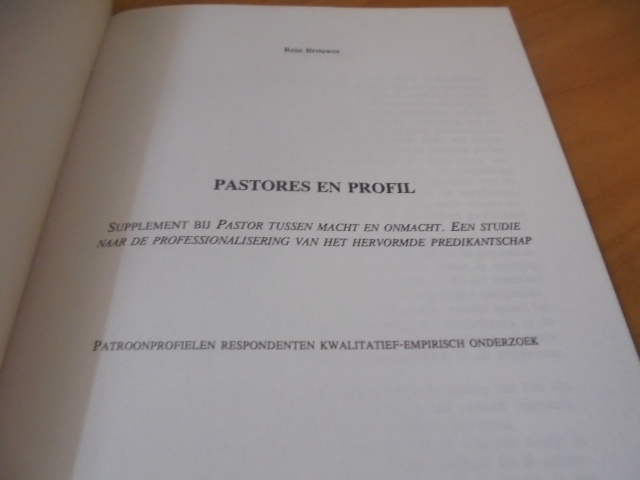 Rein Brouwer
PASTORES EN PROFIL
SUPPLEMENT BIJ PASTOR TUSSEN MACHT EN ONMACHT. EEN STUDIE
NAAR DE PROFESSIONALISERING VAN HET HERVORMDE PREDIKANTSCHAP
PATROONPROFIELEN RESPONDENTEN KWALITATIEF-EMPIRISCH ONDERZOEK